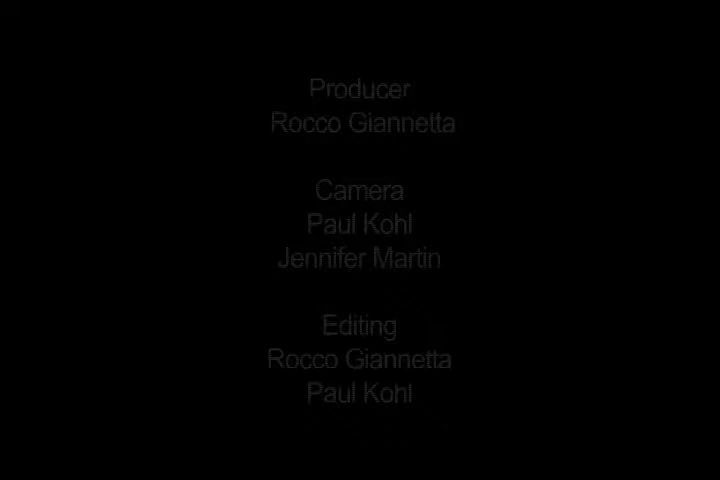 Producer
Rocco Giannetta
Camera
Paul Kohl
Jennifer Martin
Editing
Rocco Giannetta
Paul Kohl